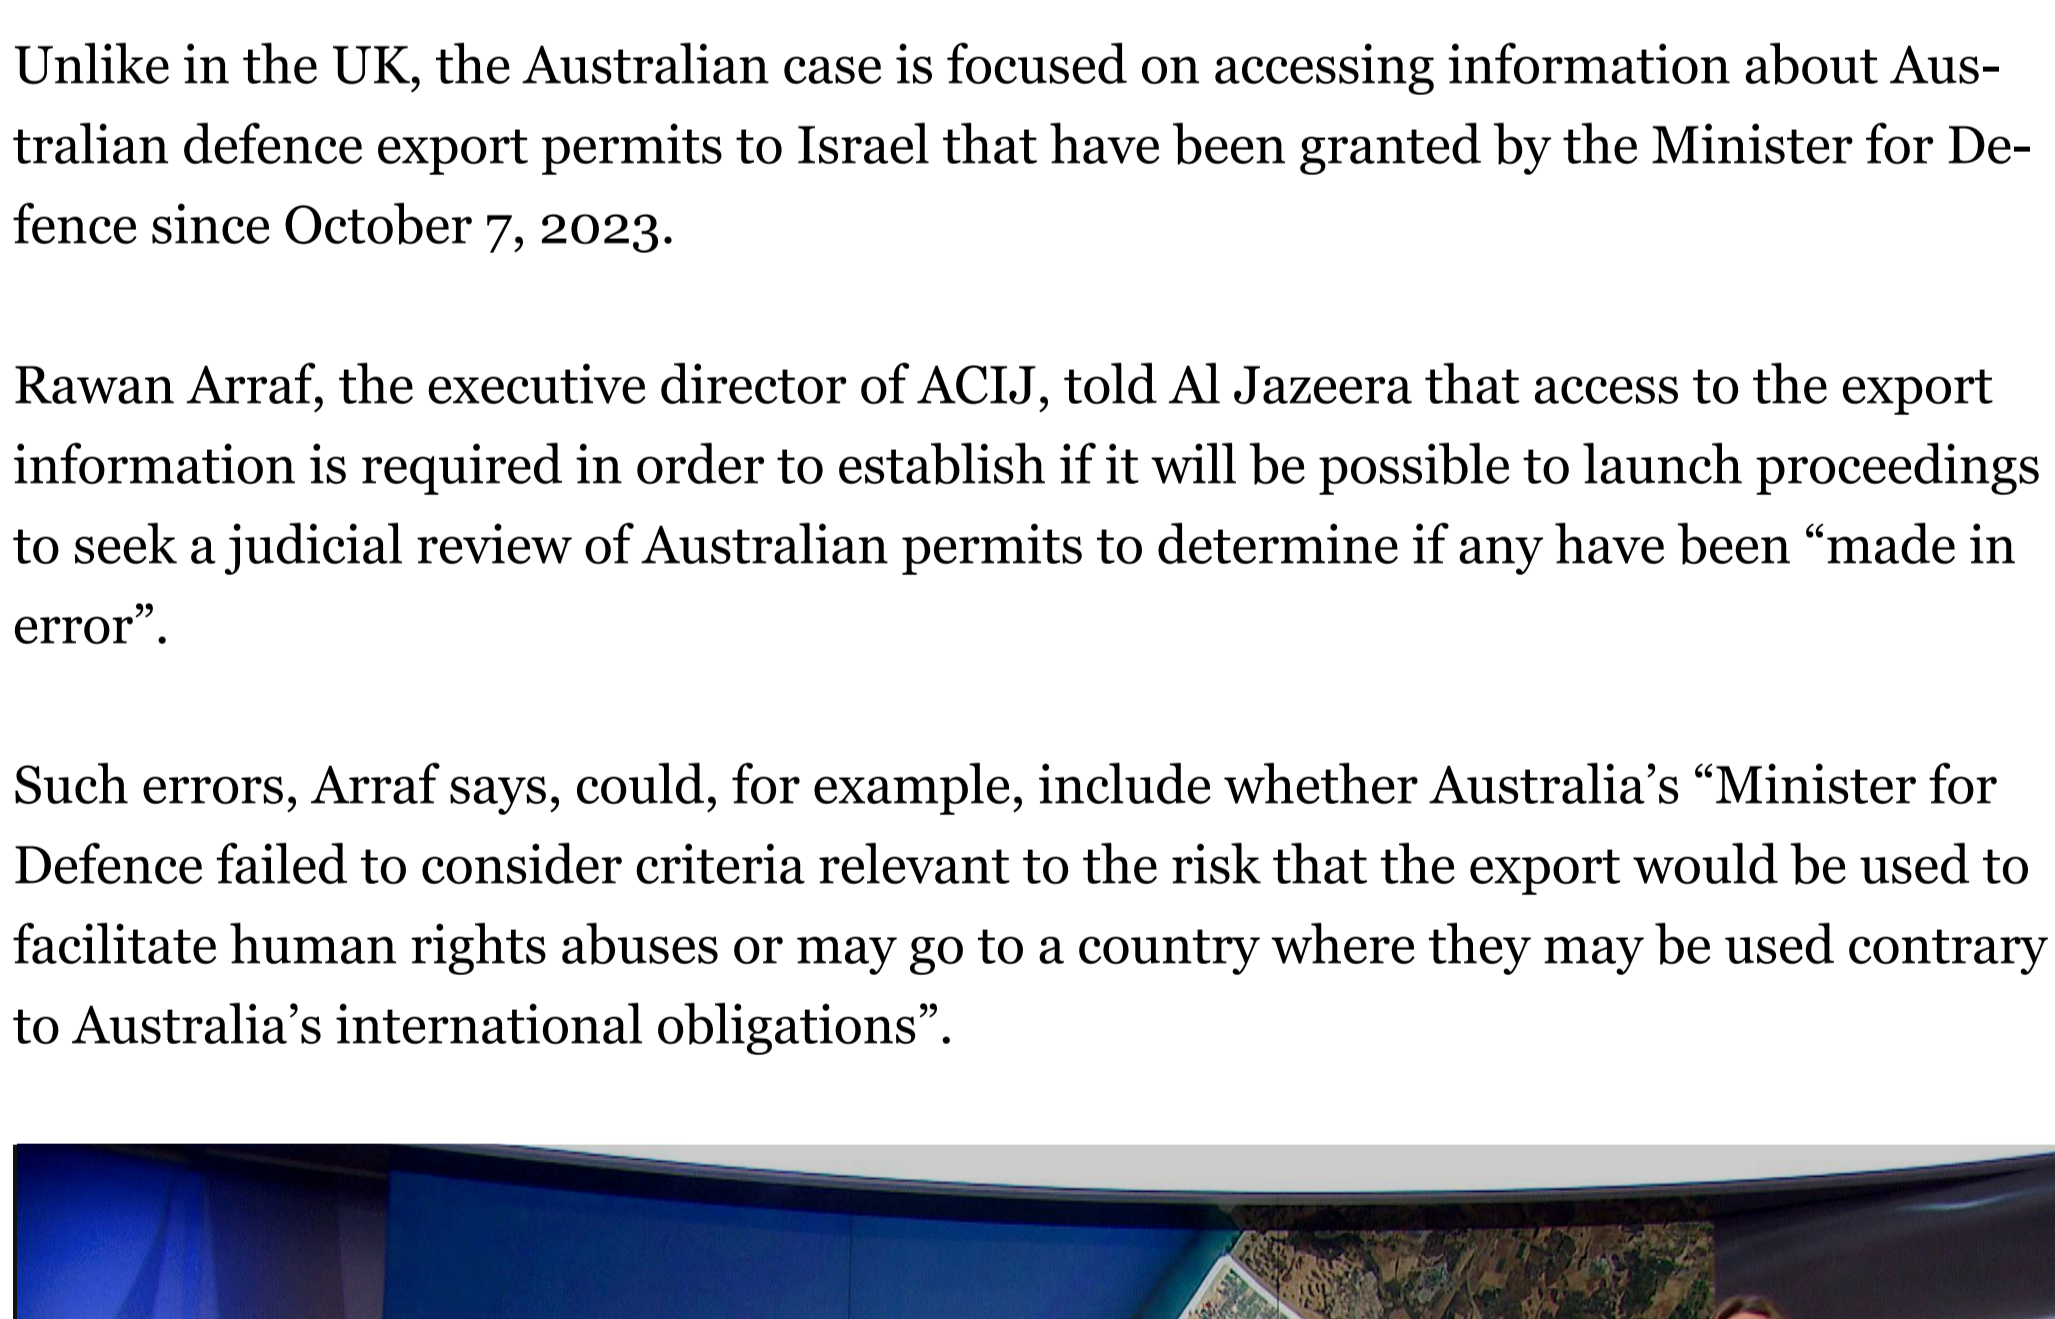 Unlike in the UK, the Australian case is focused on accessing information about Aus-
tralian defence export permits to Israel that have been granted by the Minister for De-
fence since October 7, 2023.
Rawan Arraf, the executive director of ACIJ, told Al Jazeera that access to the export
information is required in order to establish if it will be possible to launch proceedings
to seek a judicial review of Australian permits to determine if any have been “made in
error”.
Such errors, Arraf says, could, for example, include whether Australia’s “Minister for
Defence failed to consider criteria relevant to the risk that the export would be used to
facilitate human rights abuses or may go to a country where they may be used contrary
to Australia’s international obligations”.